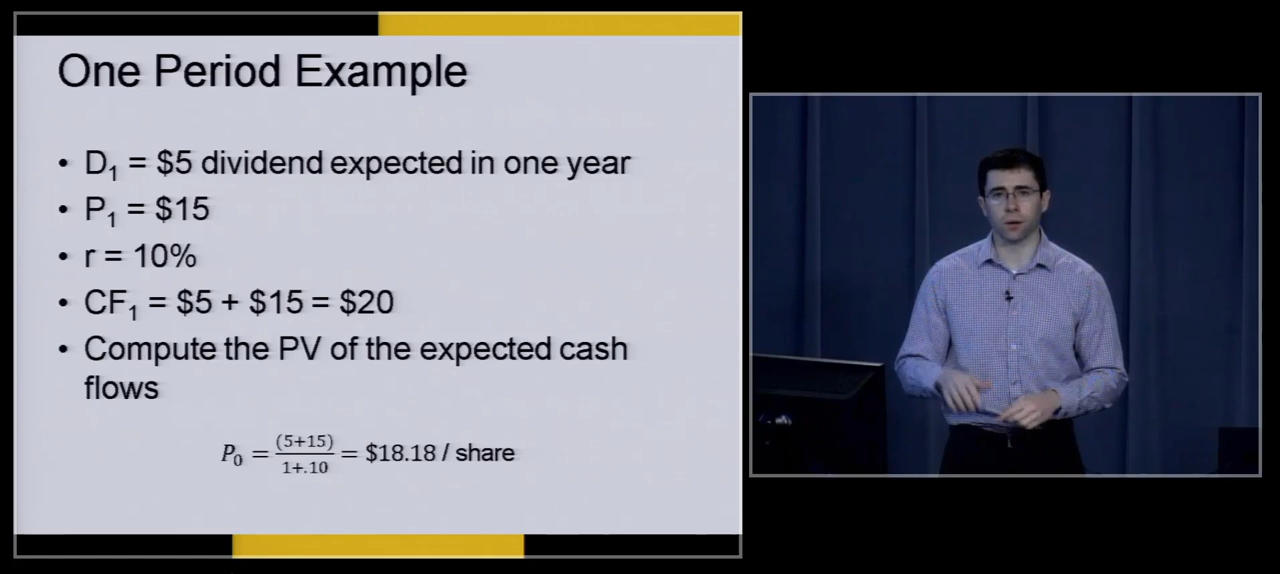 One Period Example
• D₁ = $5 dividend expected in one year
• P₁ = $15
• r = 10%
• CF₁ = $5 + $15 = $20
• Compute the PV of the expected cash
flows
P₀ = (5+15) / 1+.10 = $18.18 / share